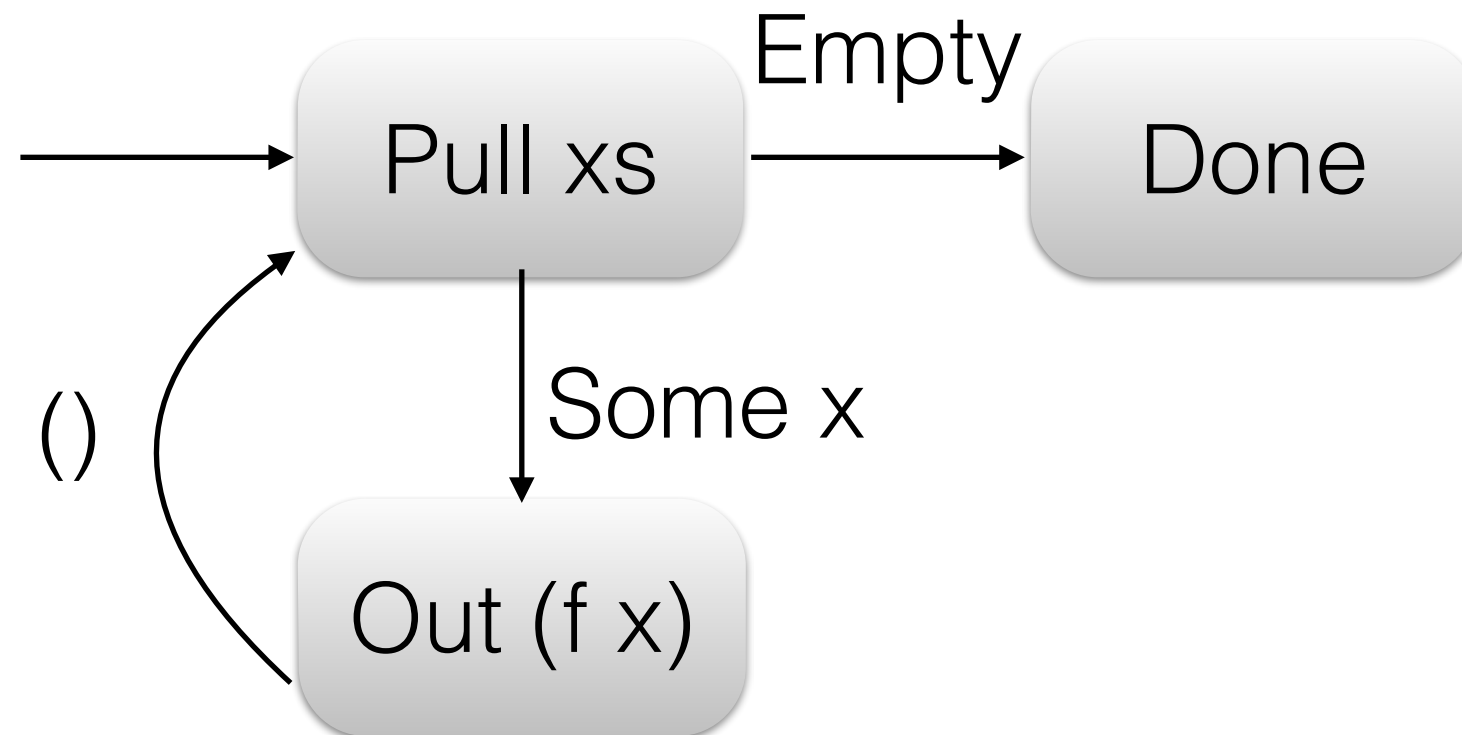 Empty
Pull xs
Done
()
Some x
Out (f x)